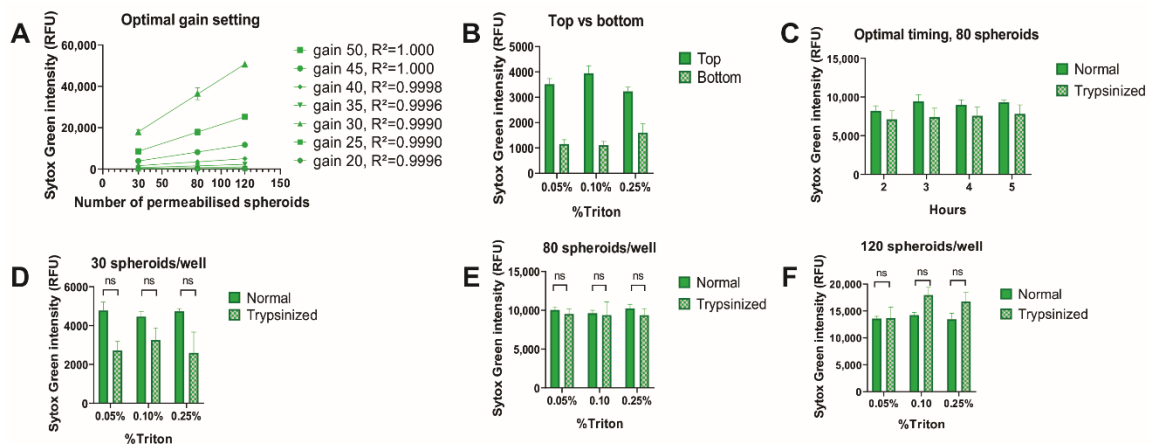 A
Optimal gain setting
Sytox Green intensity (RFU)
60,000
40,000
20,000
0
0
30
60
90
120
150
Number of permeabilised spheroids
gain 50, R²=1.000
gain 45, R²=1.000
gain 40, R²=0.9998
gain 35, R²=0.9996
gain 30, R²=0.9990
gain 25, R²=0.9990
gain 20, R²=0.9996
B
Top vs bottom
Sytox Green intensity (RFU)
5000
4000
3000
2000
1000
0
0.05%
0.10%
0.25%
%Triton
Top
Bottom
C
Optimal timing, 80 spheroids
Sytox Green intensity (RFU)
15,000
10,000
5,000
0
2
3
4
5
Hours
Normal
Trypsinized
D
30 spheroids/well
Sytox Green intensity (RFU)
6000
4000
2000
0
ns
ns
ns
0.05%
0.10%
0.25%
%Triton
Normal
Trypsinized
E
80 spheroids/well
Sytox Green intensity (RFU)
15,000
10,000
5,000
0
ns
ns
ns
0.05%
0.10%
0.25%
%Triton
Normal
Trypsinized
F
120 spheroids/well
Sytox Green intensity (RFU)
20,000
15,000
10,000
5,000
0
ns
ns
ns
0.05%
0.10
0.25%
%Triton
Normal
Trypsinized